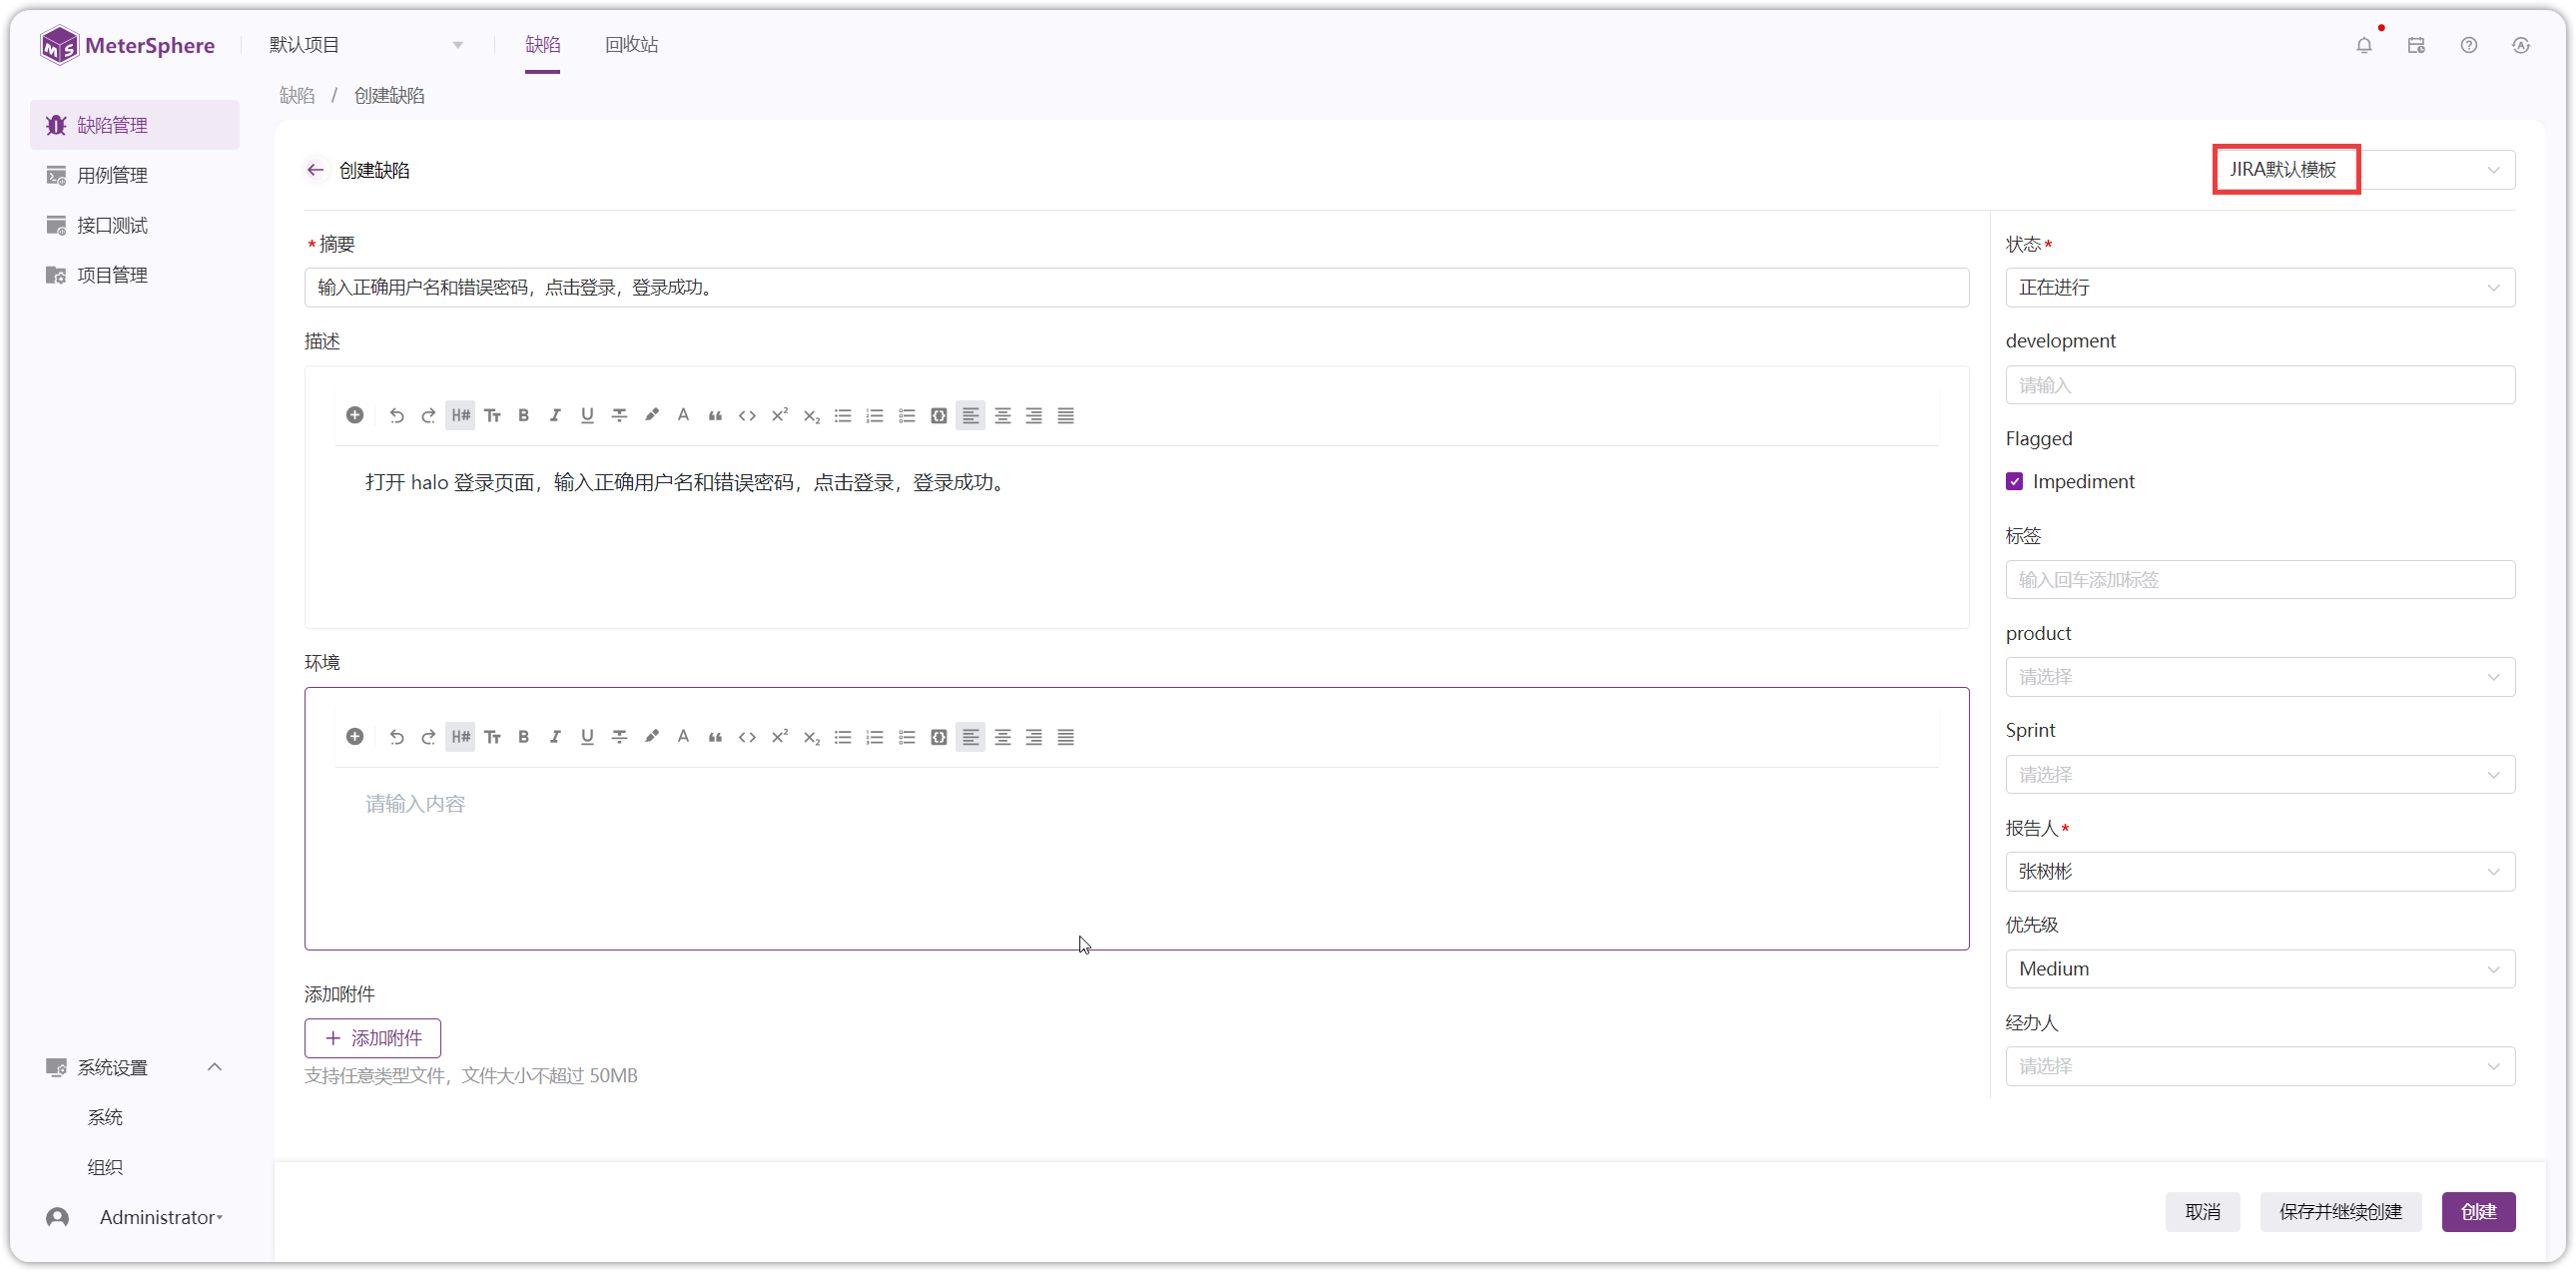 MeterSphere
默认项目
缺陷
回收站
缺陷 / 创建缺陷
缺陷管理
用例管理
接口测试
项目管理
系统设置
系统
组织
Administrator
创建缺陷
JIRA默认模板
*摘要
输入正确用户名和错误密码，点击登录，登录成功。
描述
打开 halo 登录页面，输入正确用户名和错误密码，点击登录，登录成功。
环境
请输入内容
添加附件
+ 添加附件
支持任意类型文件，文件大小不超过 50MB
状态*
正在进行
development
请输入
Flagged
Impediment
标签
输入回车添加标签
product
请选择
Sprint
请选择
报告人*
张树彬
优先级
Medium
经办人
请选择
取消
保存并继续创建
创建